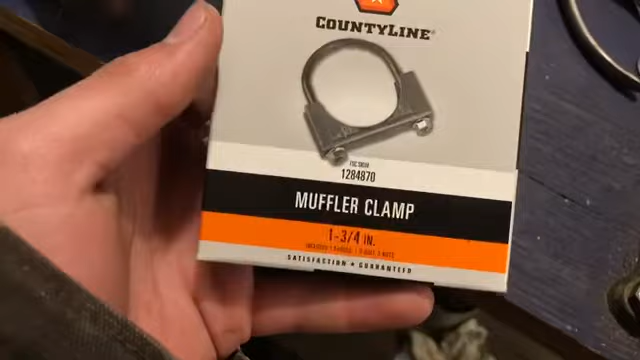 COUNTYLINE®
TSC SKU#
1284870
MUFFLER CLAMP
1-3/4 IN.
SATISFACTION ★ GUARANTEED